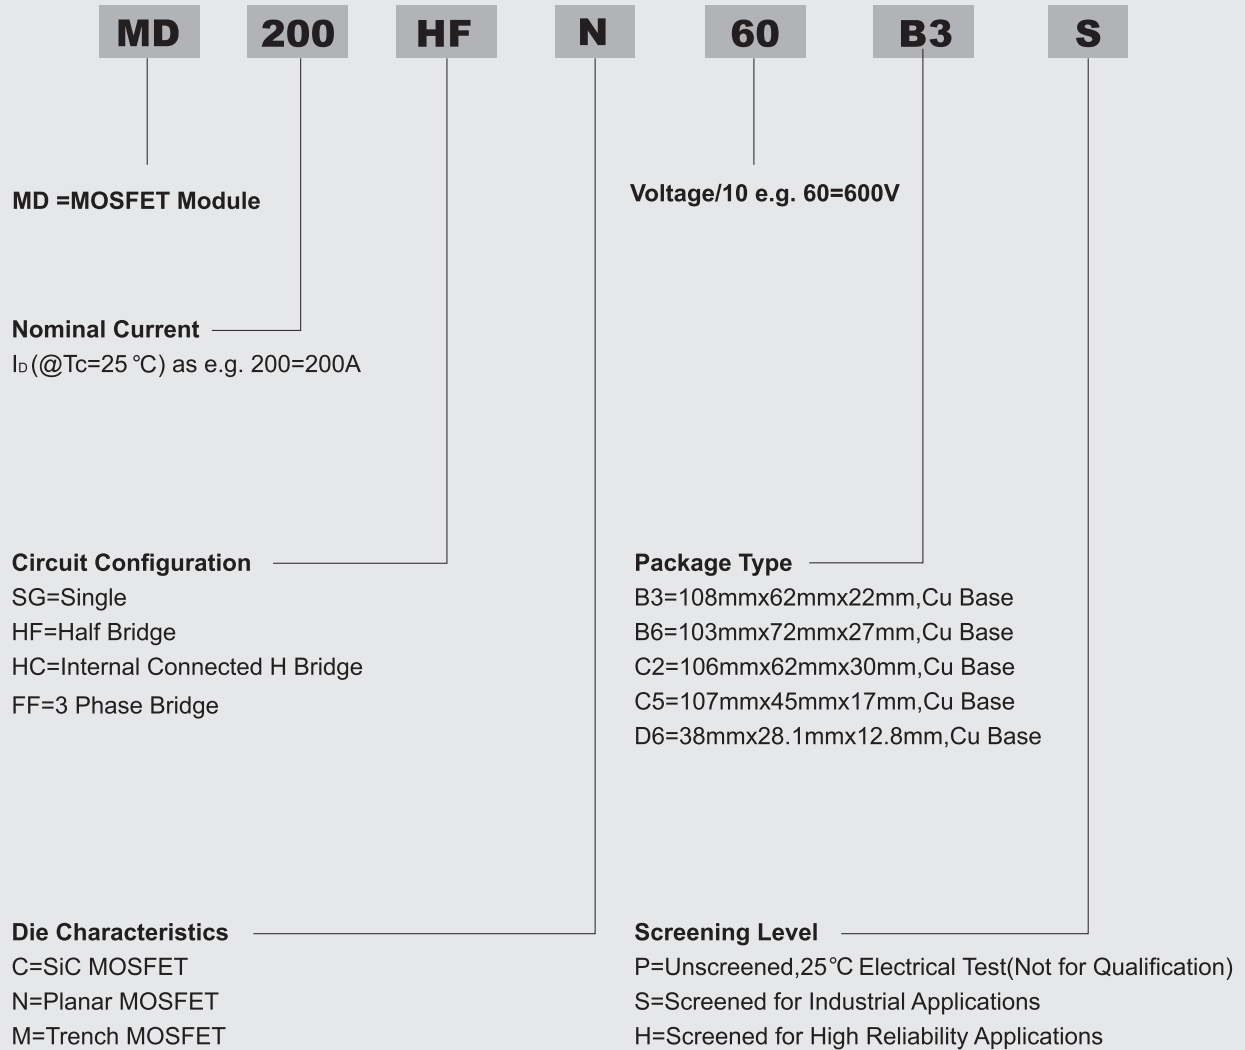 MD 200 HF N 60 B3 S
MD =MOSFET Module
Voltage/10 e.g. 60=600V
Nominal Current
ID(@Tc=25℃) as e.g. 200=200A
Circuit Configuration
SG=Single
HF=Half Bridge
HC=Internal Connected H Bridge
FF=3 Phase Bridge
Package Type
B3=108mmx62mmx22mm,Cu Base
B6=103mmx72mmx27mm,Cu Base
C2=106mmx62mmx30mm,Cu Base
C5=107mmx45mmx17mm,Cu Base
D6=38mmx28.1mmx12.8mm,Cu Base
Die Characteristics
C=SiC MOSFET
N=Planar MOSFET
M=Trench MOSFET
Screening Level
P=Unscreened,25℃ Electrical Test(Not for Qualification)
S=Screened for Industrial Applications
H=Screened for High Reliability Applications